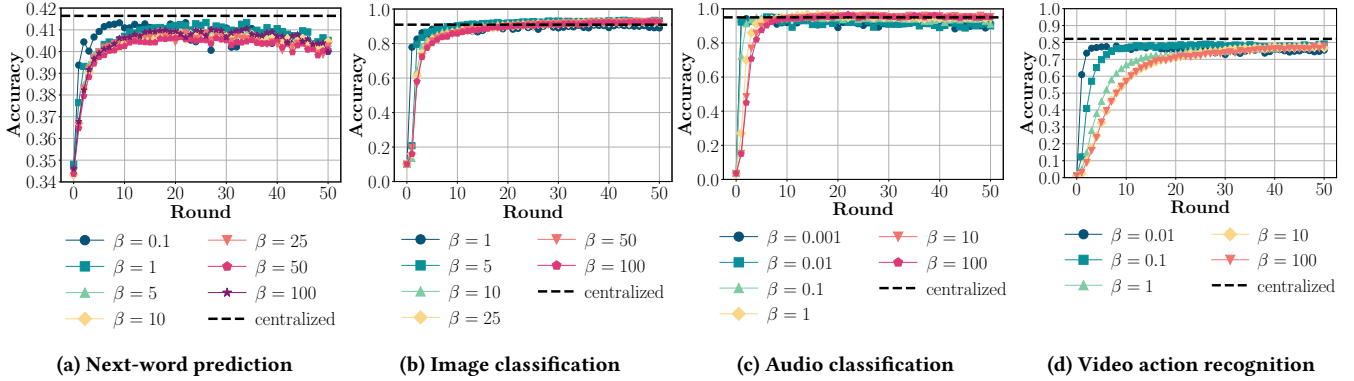 0.42
0.41
0.40
0.39
0.38
0.37
0.36
0.35
0.34
Accuracy
0 10 20 30 40 50
Round
β = 0.1
β = 1
β = 5
β = 10
β = 25
β = 50
β = 100
centralized
(a) Next-word prediction
1.0
0.8
0.6
0.4
0.2
0.0
Accuracy
0 10 20 30 40 50
Round
β = 1
β = 5
β = 10
β = 25
β = 50
β = 100
centralized
(b) Image classification
1.0
0.8
0.6
0.4
0.2
0.0
Accuracy
0 10 20 30 40 50
Round
β = 0.001
β = 0.01
β = 0.1
β = 1
β = 10
β = 100
centralized
(c) Audio classification
1.0
0.9
0.8
0.7
0.6
0.5
0.4
0.3
0.2
0.1
0.0
Accuracy
0 10 20 30 40 50
Round
β = 0.01
β = 0.1
β = 1
β = 10
β = 100
centralized
(d) Video action recognition